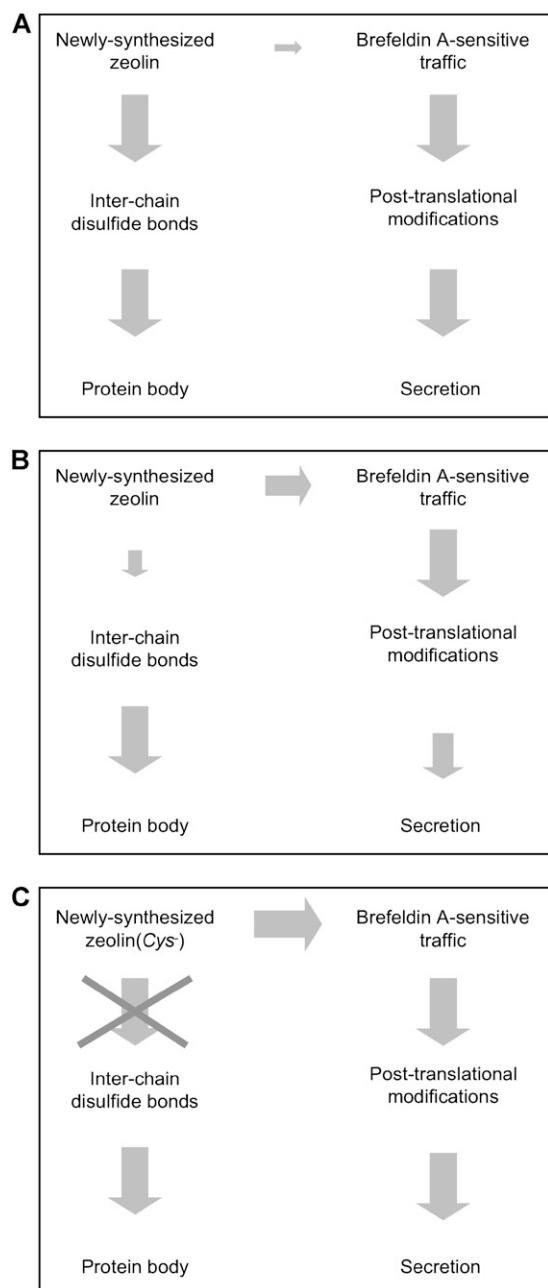 A
Newly-synthesized
zeolin
Brefeldin A-sensitive
traffic
Inter-chain
disulfide bonds
Post-translational
modifications
Protein body
Secretion
B
Newly-synthesized
zeolin
Brefeldin A-sensitive
traffic
Inter-chain
disulfide bonds
Post-translational
modifications
Protein body
Secretion
C
Newly-synthesized
zeolin(Cys-)
Brefeldin A-sensitive
traffic
Inter-chain
disulfide bonds
Post-translational
modifications
Protein body
Secretion